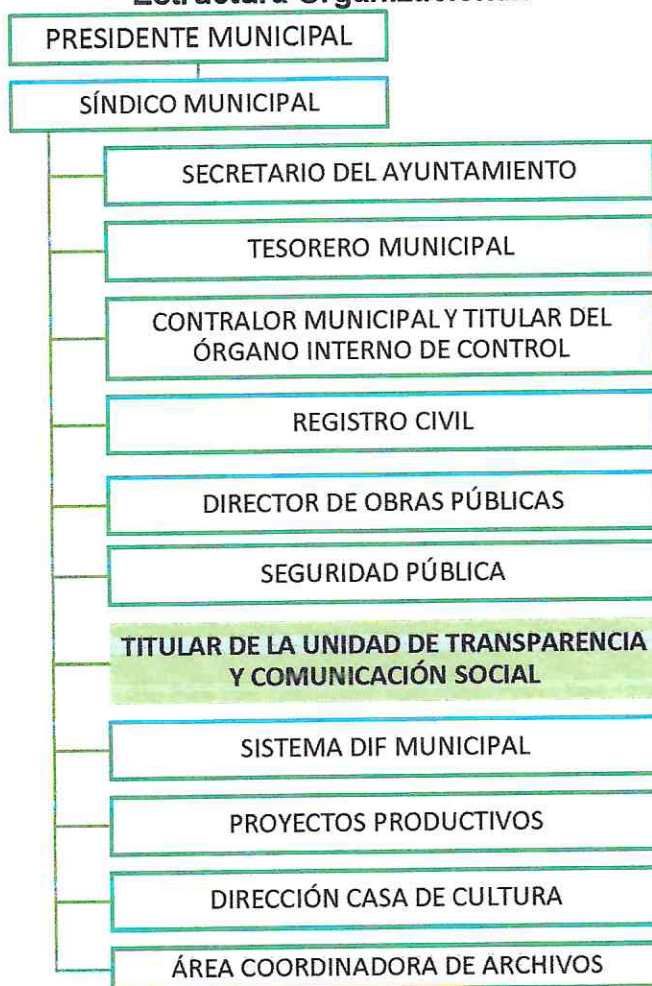 Estructura Organizacional
PRESIDENTE MUNICIPAL
SÍNDICO MUNICIPAL
SECRETARIO DEL AYUNTAMIENTO
TESORERO MUNICIPAL
CONTRALOR MUNICIPAL Y TITULAR DEL
ÓRGANO INTERNO DE CONTROL
REGISTRO CIVIL
DIRECTOR DE OBRAS PÚBLICAS
SEGURIDAD PÚBLICA
TITULAR DE LA UNIDAD DE TRANSPARENCIA
Y COMUNICACIÓN SOCIAL
SISTEMA DIF MUNICIPAL
PROYECTOS PRODUCTIVOS
DIRECCIÓN CASA DE CULTURA
ÁREA COORDINADORA DE ARCHIVOS